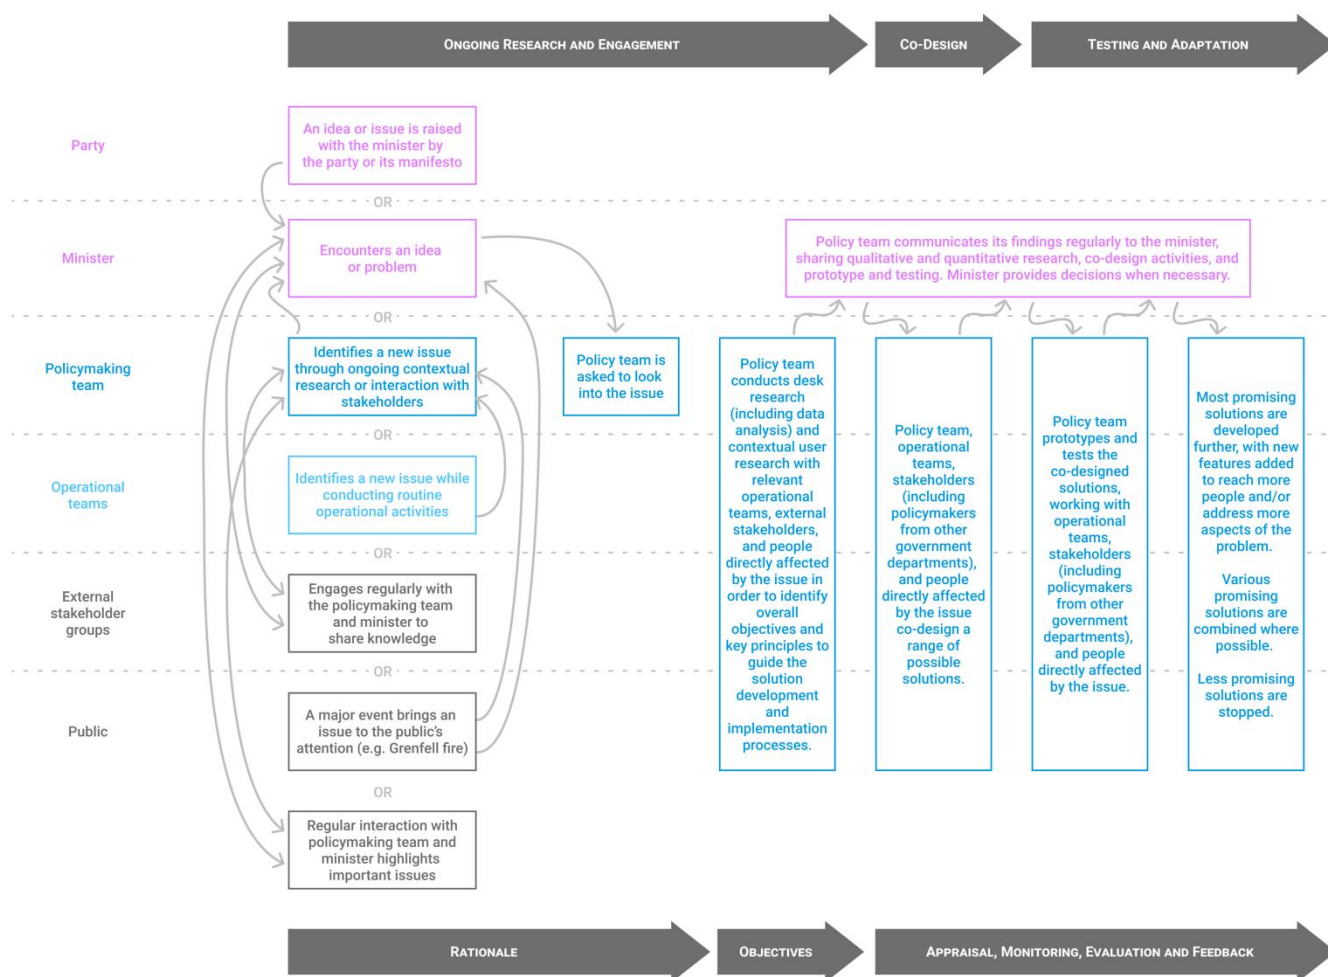 ONGOING RESEARCH AND ENGAGEMENT
CO-DESIGN
TESTING AND ADAPTATION
Party
An idea or issue is raised
with the minister by
the party or its manifesto
OR
Minister
Encounters an idea
or problem
Policy team communicates its findings regularly to the minister,
sharing qualitative and quantitative research, co-design activities, and
prototype and testing. Minister provides decisions when necessary.
OR
Policymaking
team
Identifies a new issue
through ongoing contextual
research or interaction with
stakeholders
Policy team is
asked to look
into the issue
Policy team
conducts desk
research
(including data
analysis) and
contextual user
research with
relevant
operational
teams, external
stakeholders,
and people
directly affected
by the issue in
order to identify
overall
objectives and
key principles to
guide the
solution
development
and
implementation
processes.
Policy team,
operational
teams,
stakeholders
(including
policymakers
from other
government
departments),
and people
directly affected
by the issue
co-design a
range of
possible
solutions.
Policy team
prototypes and
tests the
co-designed
solutions,
working with
operational
teams,
stakeholders
(including
policymakers
from other
government
departments),
and people
directly affected
by the issue.
Most promising
solutions are
developed
further, with new
features added
to reach more
people and/or
address more
aspects of the
problem.
Various
promising
solutions are
combined where
possible.
Less promising
solutions are
stopped.
OR
Operational
teams
Identifies a new issue while
conducting routine
operational activities
OR
External
stakeholder
groups
Engages regularly with
the policymaking team
and minister to
share knowledge
OR
Public
A major event brings an
issue to the public's
attention (e.g. Grenfell fire)
OR
Regular interaction with
policymaking team and
minister highlights
important issues
RATIONALE
OBJECTIVES
APPRAISAL, MONITORING, EVALUATION AND FEEDBACK